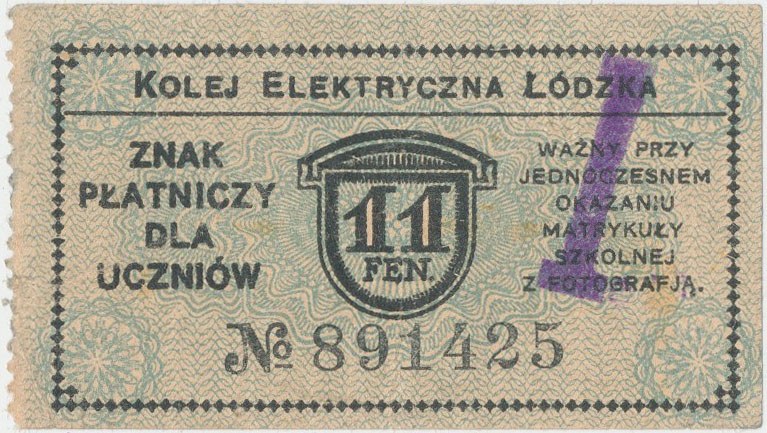 KOLEJ ELEKTRYCZNA ŁÓDZKA
ZNAK
PŁATNICZY
DLA
UCZNIÓW
11
FEN.
WAŻNY PRZY
JEDNOCZESNEM
OKAZANIU
MATRYKUŁY
SZKOLNEJ
Z FOTOGRAFJĄ.
№ 891425